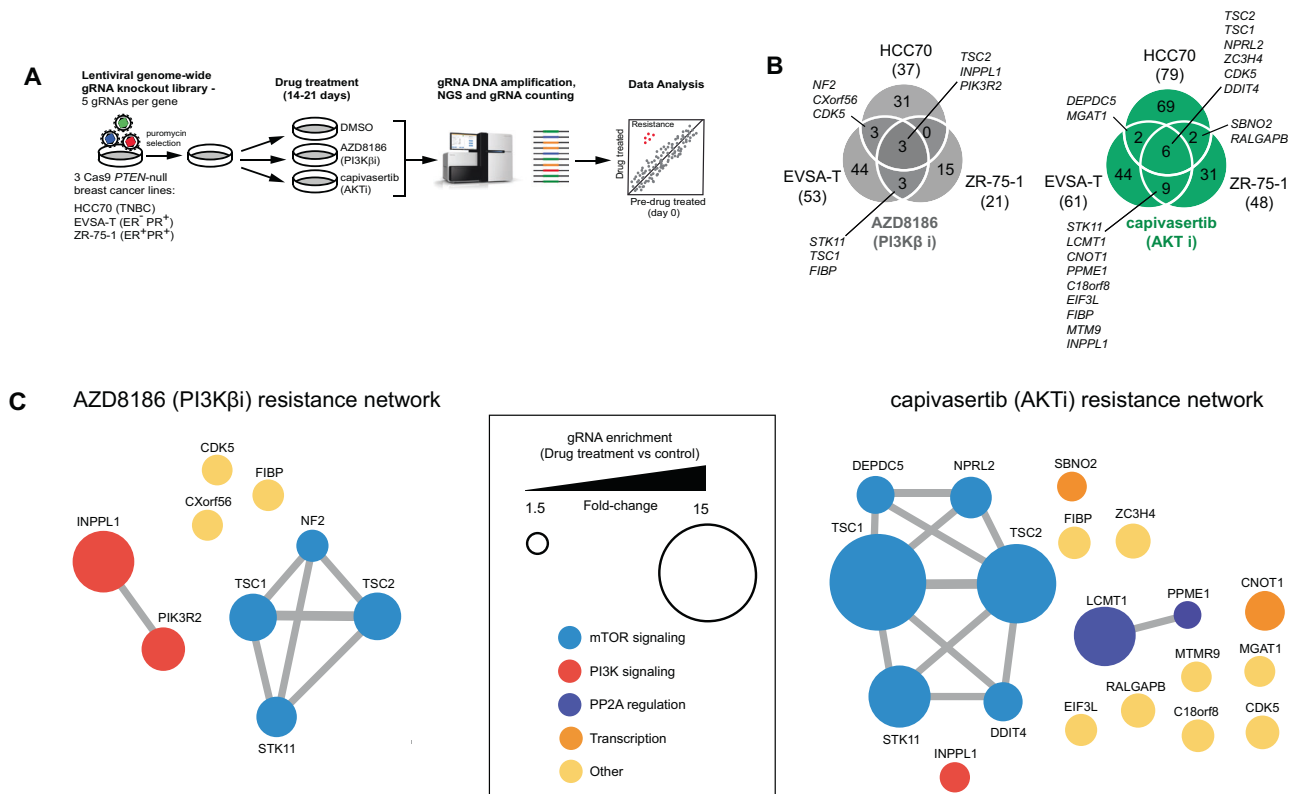 A
Lentiviral genome-wide
gRNA knockout library -
5 gRNAs per gene
puromycin
selection
3 Cas9 PTEN-null
breast cancer lines:
HCC70 (TNBC)
EVSA-T (ER- PR+)
ZR-75-1 (ER+PR+)
Drug treatment
(14-21 days)
DMSO
AZD8186
(PI3Kβi)
capivasertib
(AKTi)
gRNA DNA amplification,
NGS and gRNA counting
Data Analysis
Resistance
Drug treated
Pre-drug treated
(day 0)
B
HCC70
(37)
TSC2
INPPL1
PIK3R2
NF2
CXorf56
CDK5
31
3
0
3
44
15
3
EVSA-T
(53)
ZR-75-1
(21)
AZD8186
(PI3Kβ i)
STK11
TSC1
FIBP
TSC2
TSC1
NPRL2
ZC3H4
CDK5
DDIT4
HCC70
(79)
DEPDC5
MGAT1
SBNO2
RALGAPB
69
2
2
6
44
31
9
EVSA-T
(61)
ZR-75-1
(48)
capivasertib
(AKT i)
STK11
LCMT1
CNOT1
PPME1
C18orf8
EIF3L
FIBP
MTM9
INPPL1
C
AZD8186 (PI3Kβi) resistance network
CDK5
FIBP
CXorf56
INPPL1
PIK3R2
NF2
TSC1
TSC2
STK11
gRNA enrichment
(Drug treatment vs control)
1.5
Fold-change
15
mTOR signaling
PI3K signaling
PP2A regulation
Transcription
Other
capivasertib (AKTi) resistance network
DEPDC5
NPRL2
SBNO2
TSC1
TSC2
FIBP
ZC3H4
CNOT1
LCMT1
PPME1
MTMR9
MGAT1
RALGAPB
EIF3L
C18orf8
CDK5
STK11
DDIT4
INPPL1